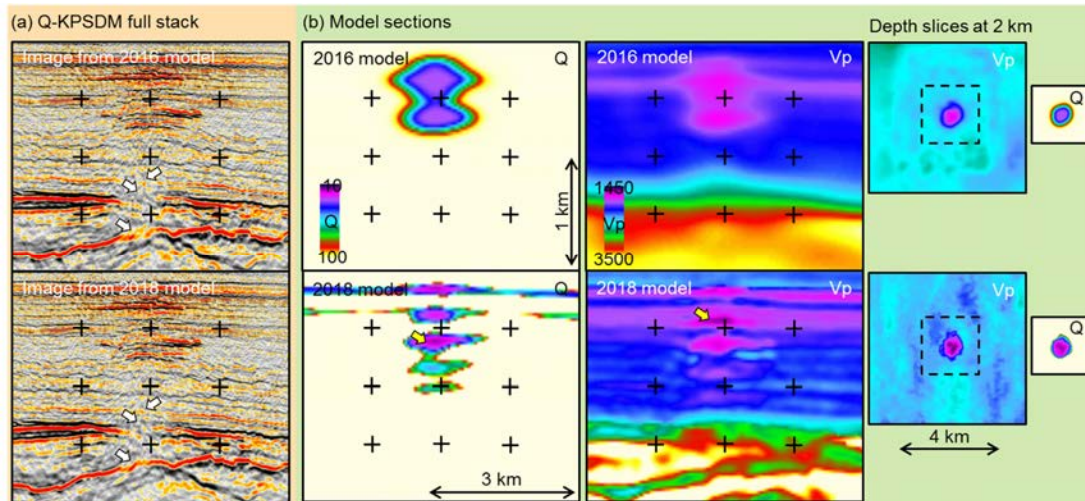 (a) Q-KPSDM full stack
(b) Model sections
Depth slices at 2 km
Image from 2016 model
2016 model
Q
2016 model
Vp
Vp
Q
10
Q
100
1 km
1450
Vp
3500
Image from 2018 model
2018 model
Q
2018 model
Vp
Vp
Q
3 km
4 km